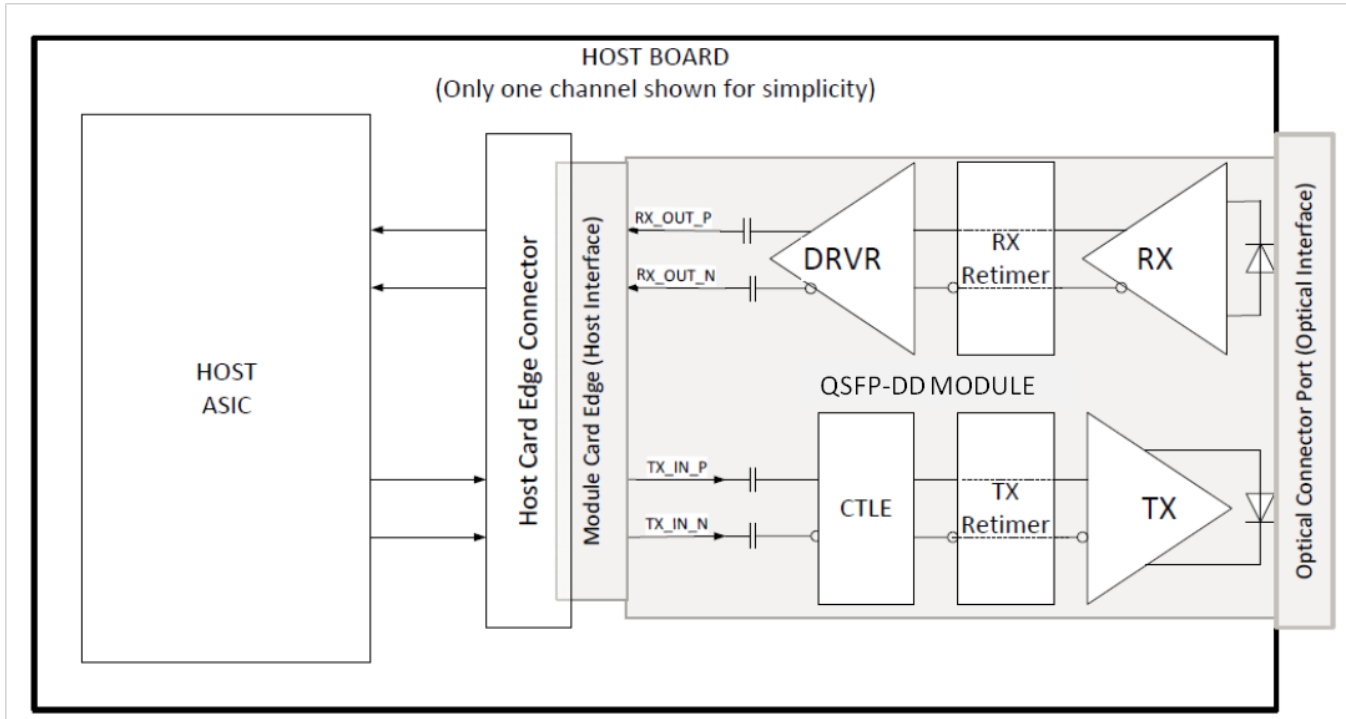 HOST BOARD
(Only one channel shown for simplicity)
HOST
ASIC
Host Card Edge Connector
Module Card Edge (Host Interface)
RX_OUT_P
RX_OUT_N
DRVR
RX
Retimer
RX
QSFP-DD MODULE
TX_IN_P
TX_IN_N
CTLE
TX
Retimer
TX
Optical Connector Port (Optical Interface)